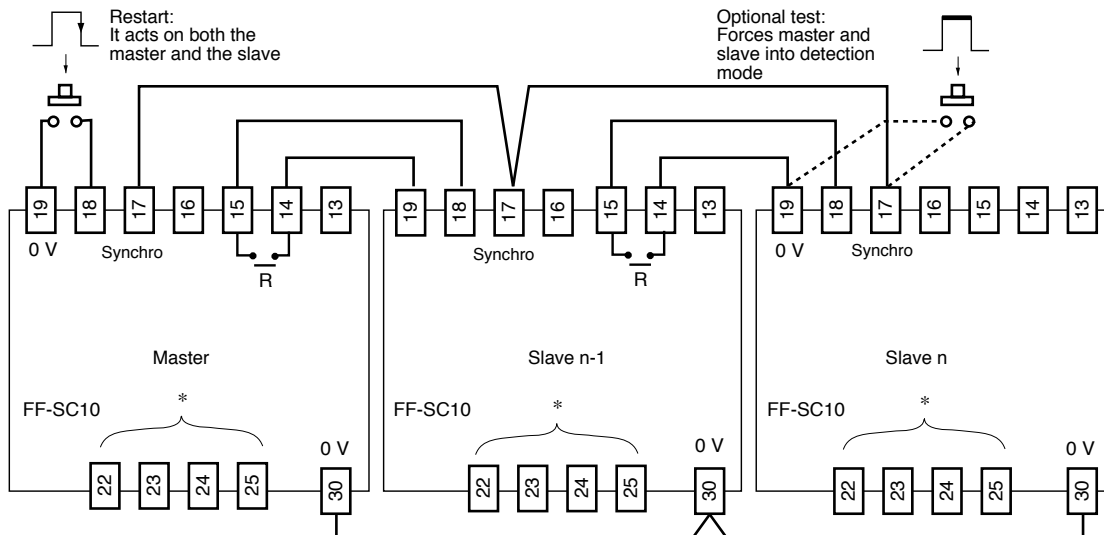 Restart:
It acts on both the
master and the slave
Optional test:
Forces master and
slave into detection
mode
19 18 17 16 15 14 13
19 18 17 16 15 14 13
19 18 17 16 15 14 13
0 V
Synchro
R
Synchro
R
0 V
Synchro
Master
Slave n-1
Slave n
FF-SC10
*
FF-SC10
*
FF-SC10
*
0 V
0 V
0 V
22 23 24 25 30
22 23 24 25 30
22 23 24 25 30